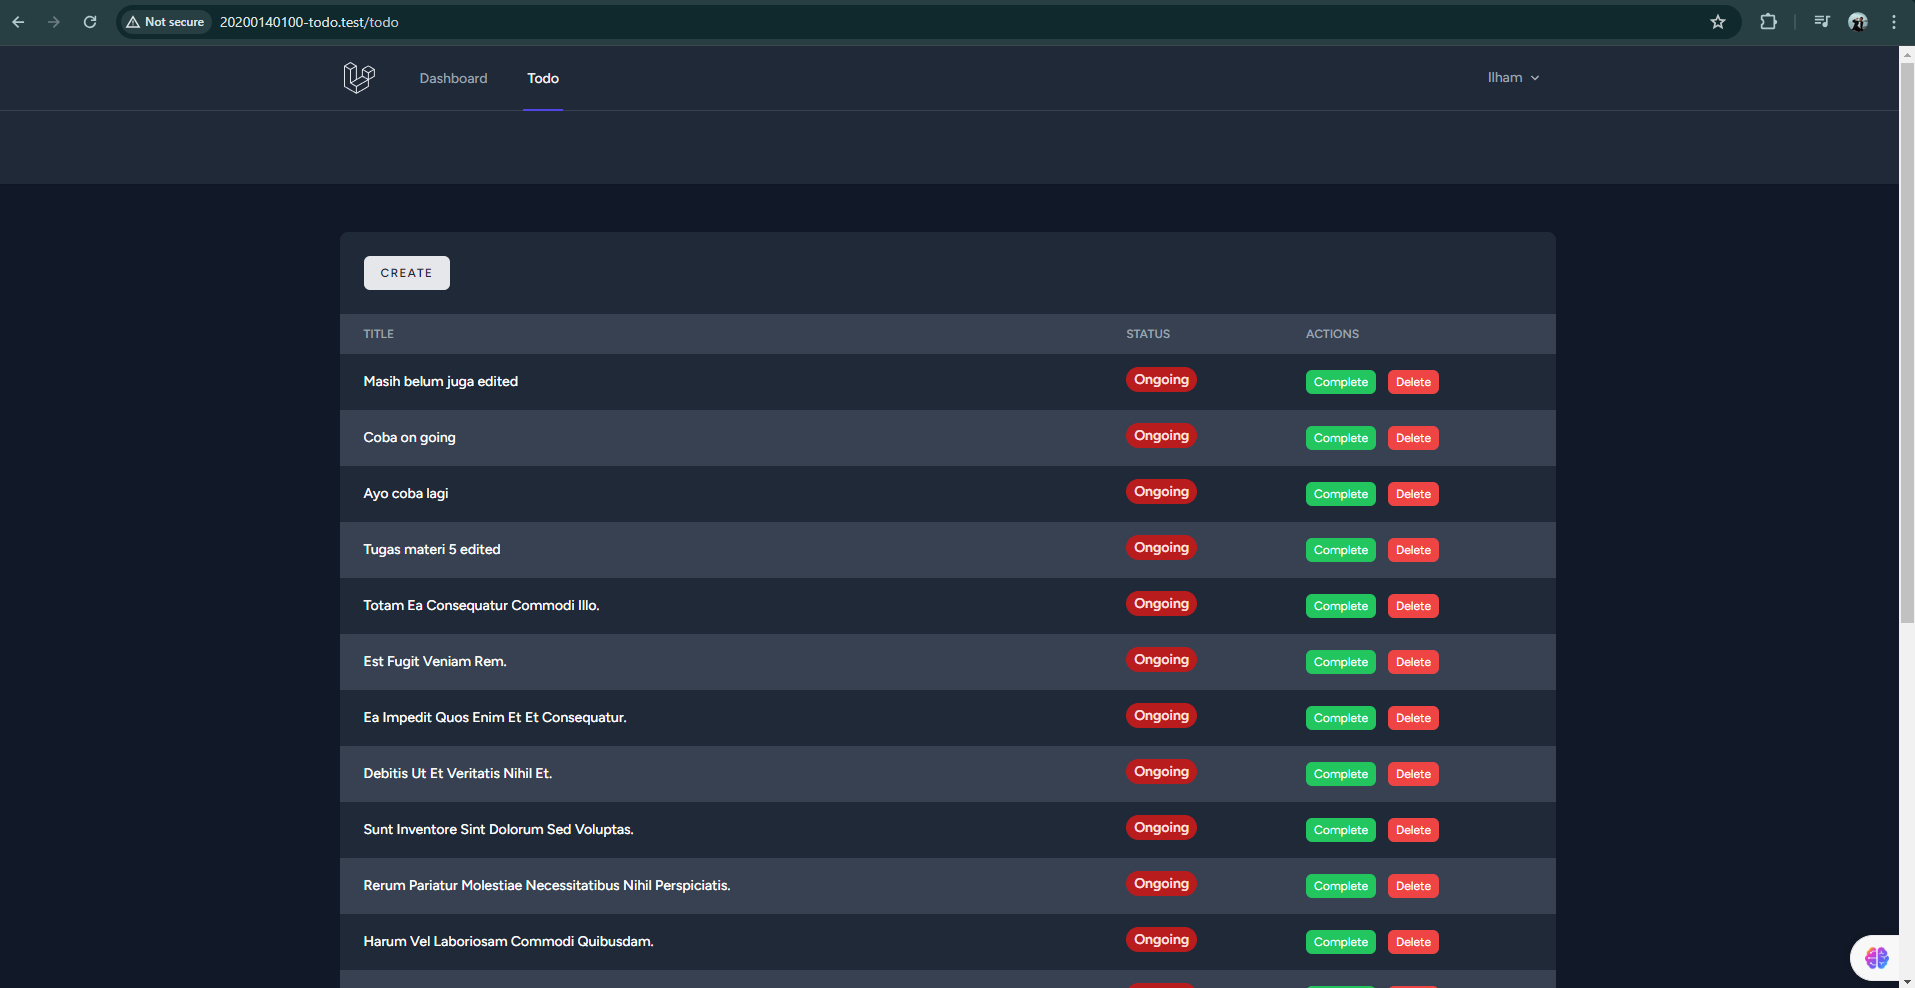 Not secure 20200140100-todo.test/todo
Dashboard Todo Ilham
CREATE
TITLE STATUS ACTIONS
Masih belum juga edited Ongoing Complete Delete
Coba on going Ongoing Complete Delete
Ayo coba lagi Ongoing Complete Delete
Tugas materi 5 edited Ongoing Complete Delete
Totam Ea Consequatur Commodi Illo. Ongoing Complete Delete
Est Fugit Veniam Rem. Ongoing Complete Delete
Ea Impedit Quos Enim Et Et Consequatur. Ongoing Complete Delete
Debitis Ut Et Veritatis Nihil Et. Ongoing Complete Delete
Sunt Inventore Sint Dolorum Sed Voluptas. Ongoing Complete Delete
Rerum Pariatur Molestiae Necessitatibus Nihil Perspiciatis. Ongoing Complete Delete
Harum Vel Laboriosam Commodi Quibusdam. Ongoing Complete Delete